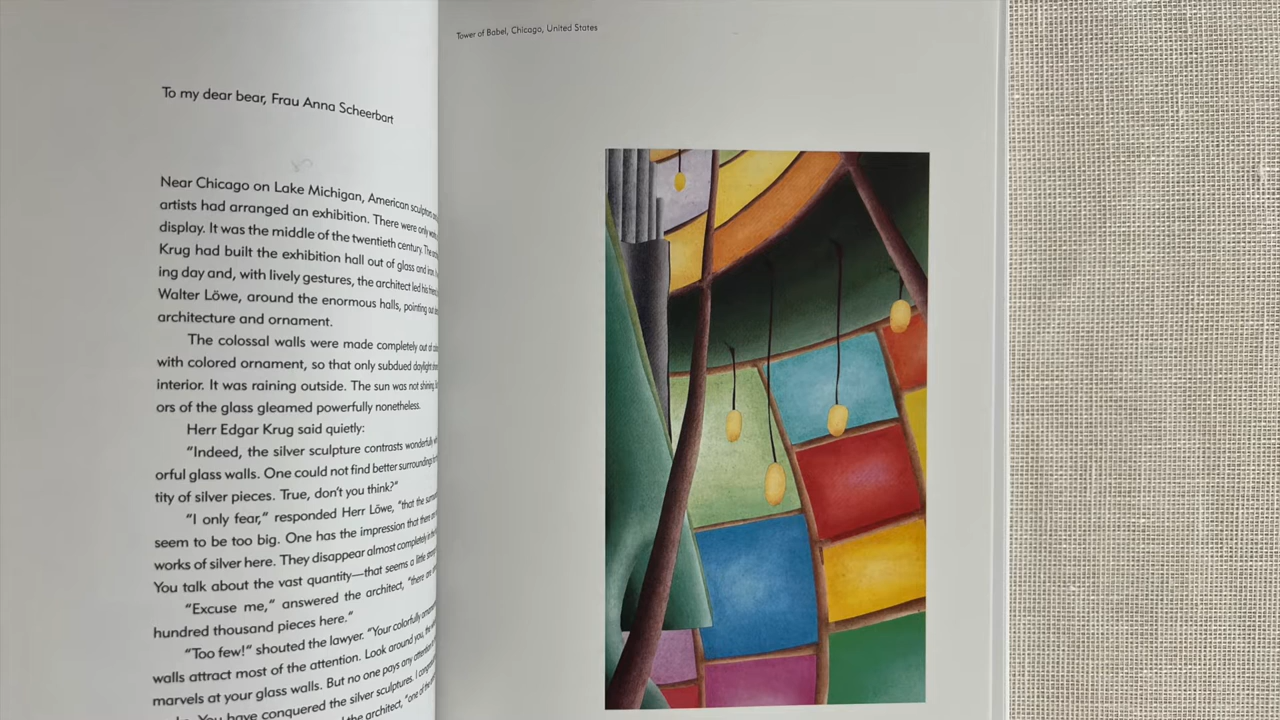 To my dear bear, Frau Anna Scheerbart
Near Chicago on Lake Michigan, American sculptors
artists had arranged an exhibition. There were only
display. It was the middle of the twentieth century. The
Krug had built the exhibition hall out of glass and iron.
ing day and, with lively gestures, the architect led his
Walter Löwe, around the enormous halls, pointing out
architecture and ornament.
The colossal walls were made completely out of
with colored ornament, so that only subdued daylight
interior. It was raining outside. The sun was not shining,
ors of the glass gleamed powerfully nonetheless.
Herr Edgar Krug said quietly:
“Indeed, the silver sculpture contrasts wonderfully
orful glass walls. One could not find better surroundings
tity of silver pieces. True, don’t you think?”
“I only fear,” responded Herr Löwe, “that the
seem to be too big. One has the impression that there
works of silver here. They disappear almost completely in
You talk about the vast quantity—that seems a little
“Excuse me,” answered the architect, “there are
hundred thousand pieces here.”
“Too few!” shouted the lawyer. “Your colorfully
walls attract most of the attention. Look around you,
marvels at your glass walls. But no one pays any attention
You have conquered the silver sculptures. I
the architect, “one of the
Tower of Babel, Chicago, United States